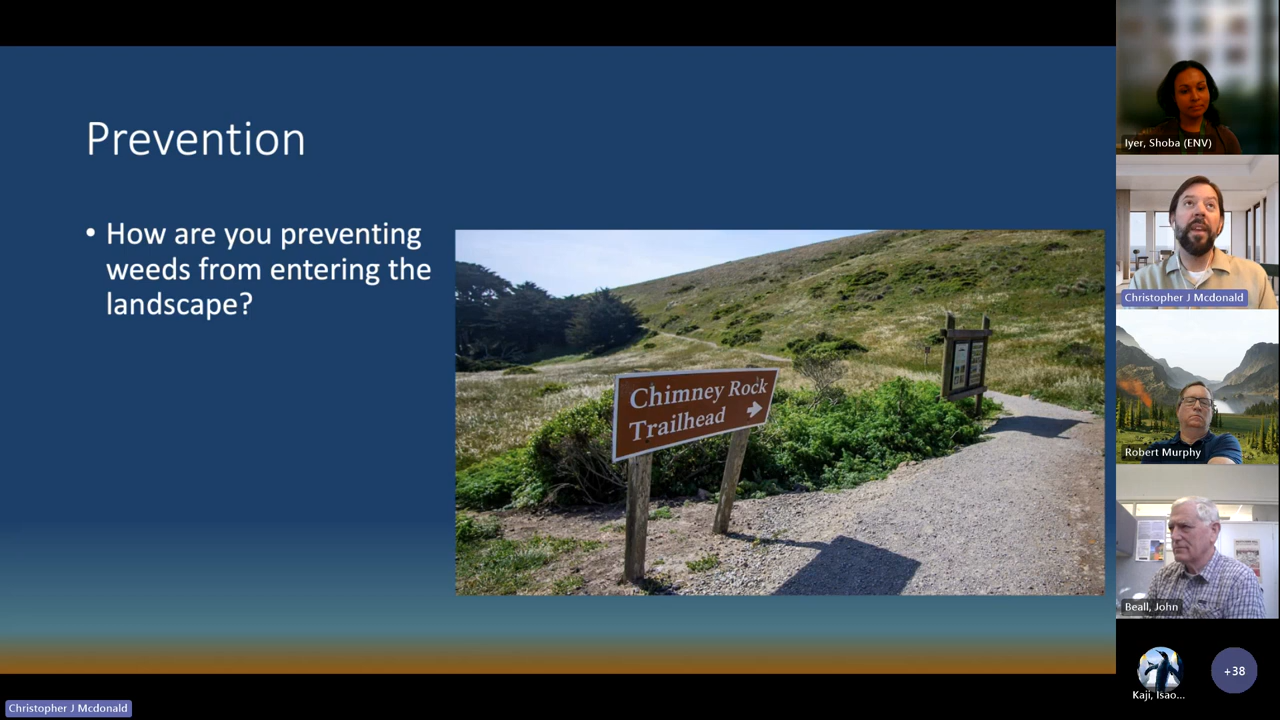 Prevention
• How are you preventing
weeds from entering the
landscape?
Chimney Rock
Trailhead
Iyer, Shoba (ENV)
Christopher J Mcdonald
Robert Murphy
Beall, John
Kaji, Isao...
+38
Christopher J Mcdonald